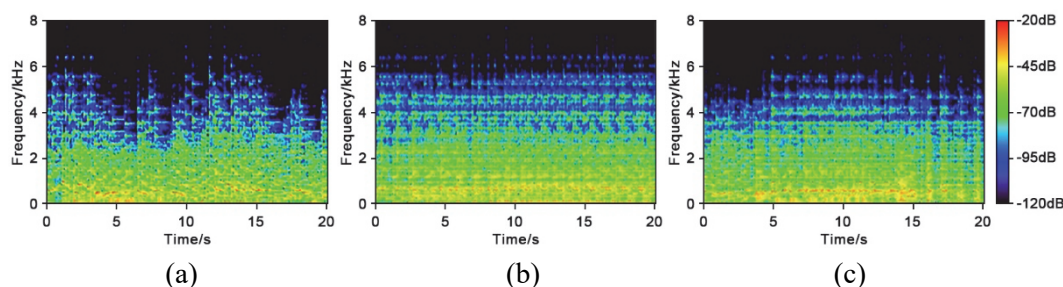 8
6
4
2
0
Frequency/kHz
0 5 10 15 20
Time/s
(a)
8
6
4
2
0
Frequency/kHz
0 5 10 15 20
Time/s
(b)
8
6
4
2
0
Frequency/kHz
0 5 10 15 20
Time/s
(c)
-20dB
-45dB
-70dB
-95dB
-120dB